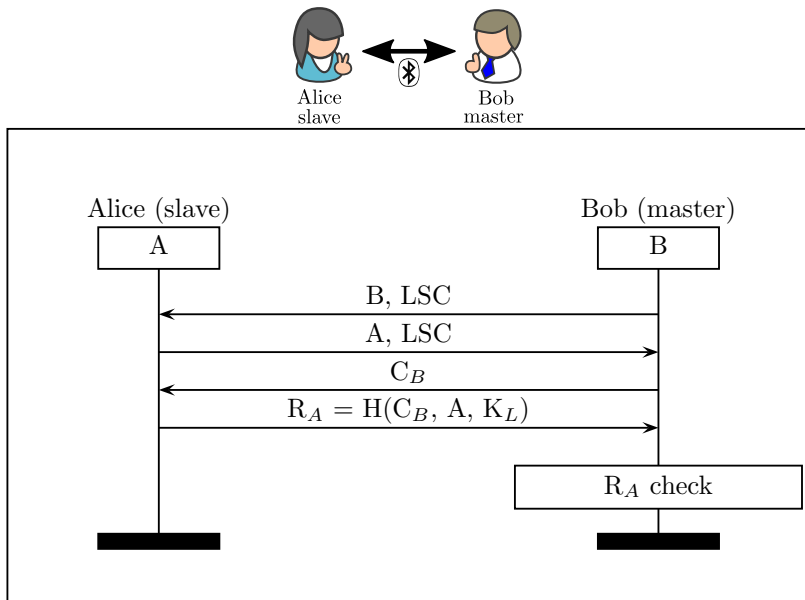 Alice
slave
Bob
master
Alice (slave)
Bob (master)
A
B
B, LSC
A, LSC
C_B
R_A = H(C_B, A, K_L)
R_A check